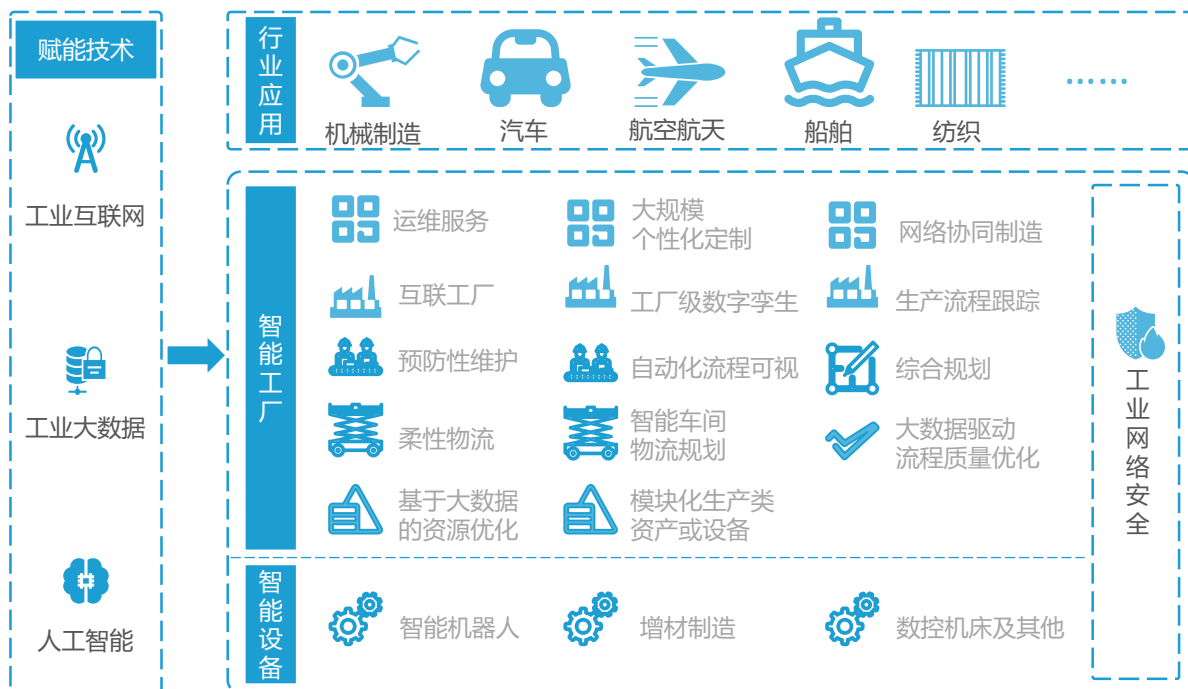 赋能技术
工业互联网
工业大数据
人工智能
行业应用
机械制造
汽车
航空航天
船舶
纺织
……
智能工厂
运维服务
大规模
个性化定制
网络协同制造
互联工厂
工厂级数字孪生
生产流程跟踪
预防性维护
自动化流程可视
综合规划
柔性物流
智能车间
物流规划
大数据驱动
流程质量优化
基于大数据
的资源优化
模块化生产类
资产或设备
智能设备
智能机器人
增材制造
数控机床及其他
工业网络安全